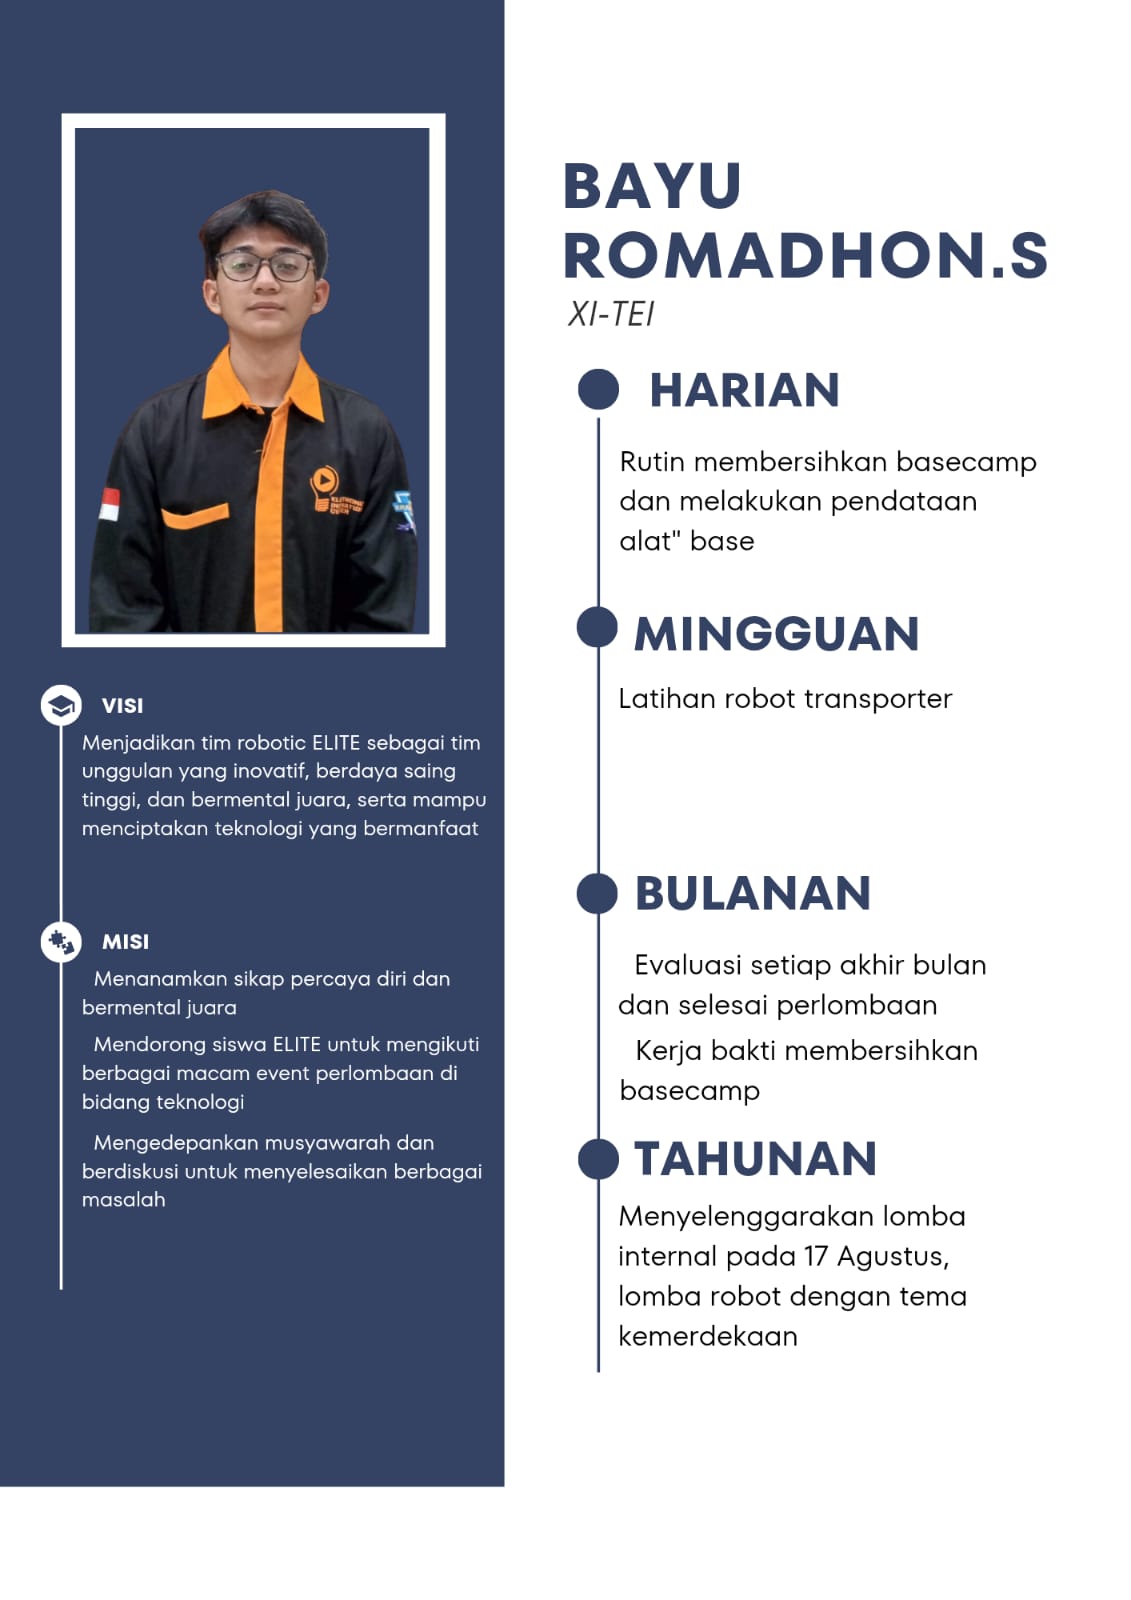 BAYU
ROMADHON.S
XI-TEI
HARIAN
Rutin membersihkan basecamp
dan melakukan pendataan
alat" base
MINGGUAN
Latihan robot transporter
BULANAN
Evaluasi setiap akhir bulan
dan selesai perlombaan
Kerja bakti membersihkan
basecamp
TAHUNAN
Menyelenggarakan lomba
internal pada 17 Agustus,
lomba robot dengan tema
kemerdekaan
VISI
Menjadikan tim robotic ELITE sebagai tim
unggulan yang inovatif, berdaya saing
tinggi, dan bermental juara, serta mampu
menciptakan teknologi yang bermanfaat
MISI
Menanamkan sikap percaya diri dan
bermental juara
Mendorong siswa ELITE untuk mengikuti
berbagai macam event perlombaan di
bidang teknologi
Mengedepankan musyawarah dan
berdiskusi untuk menyelesaikan berbagai
masalah